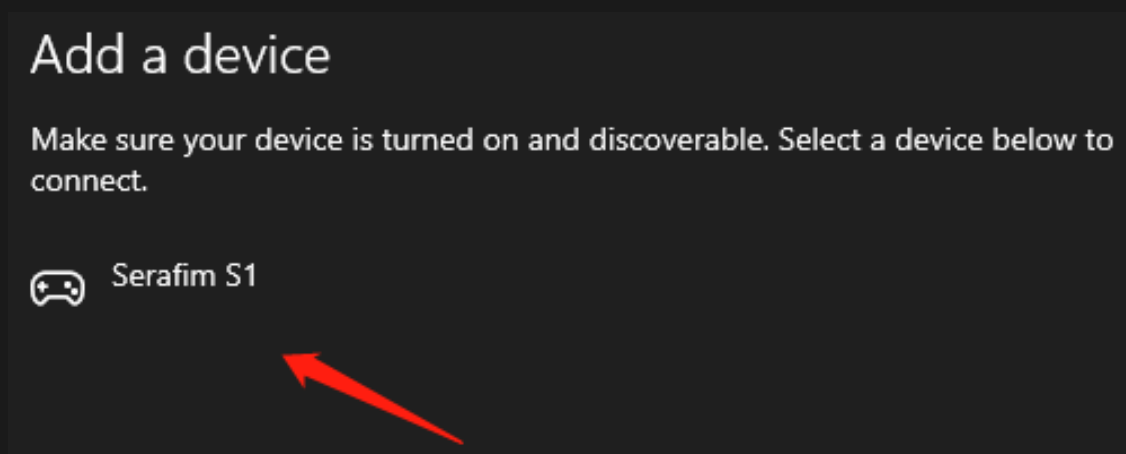 Add a device
Make sure your device is turned on and discoverable. Select a device below to
connect.
Serafim S1